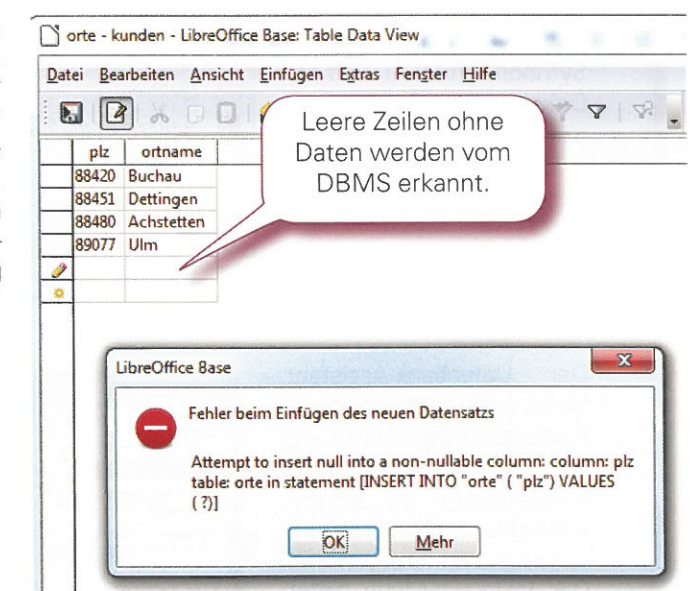 orte - kunden - LibreOffice Base: Table Data View
Datei Bearbeiten Ansicht Einfügen Extras Fenster Hilfe
Leere Zeilen ohne
Daten werden vom
DBMS erkannt.
plz ortname
88420 Buchau
88451 Dettingen
88480 Achstetten
89077 Ulm
LibreOffice Base
Fehler beim Einfügen des neuen Datensatzs
Attempt to insert null into a non-nullable column: column: plz
table: orte in statement [INSERT INTO "orte" ( "plz") VALUES
( ?)]
OK Mehr